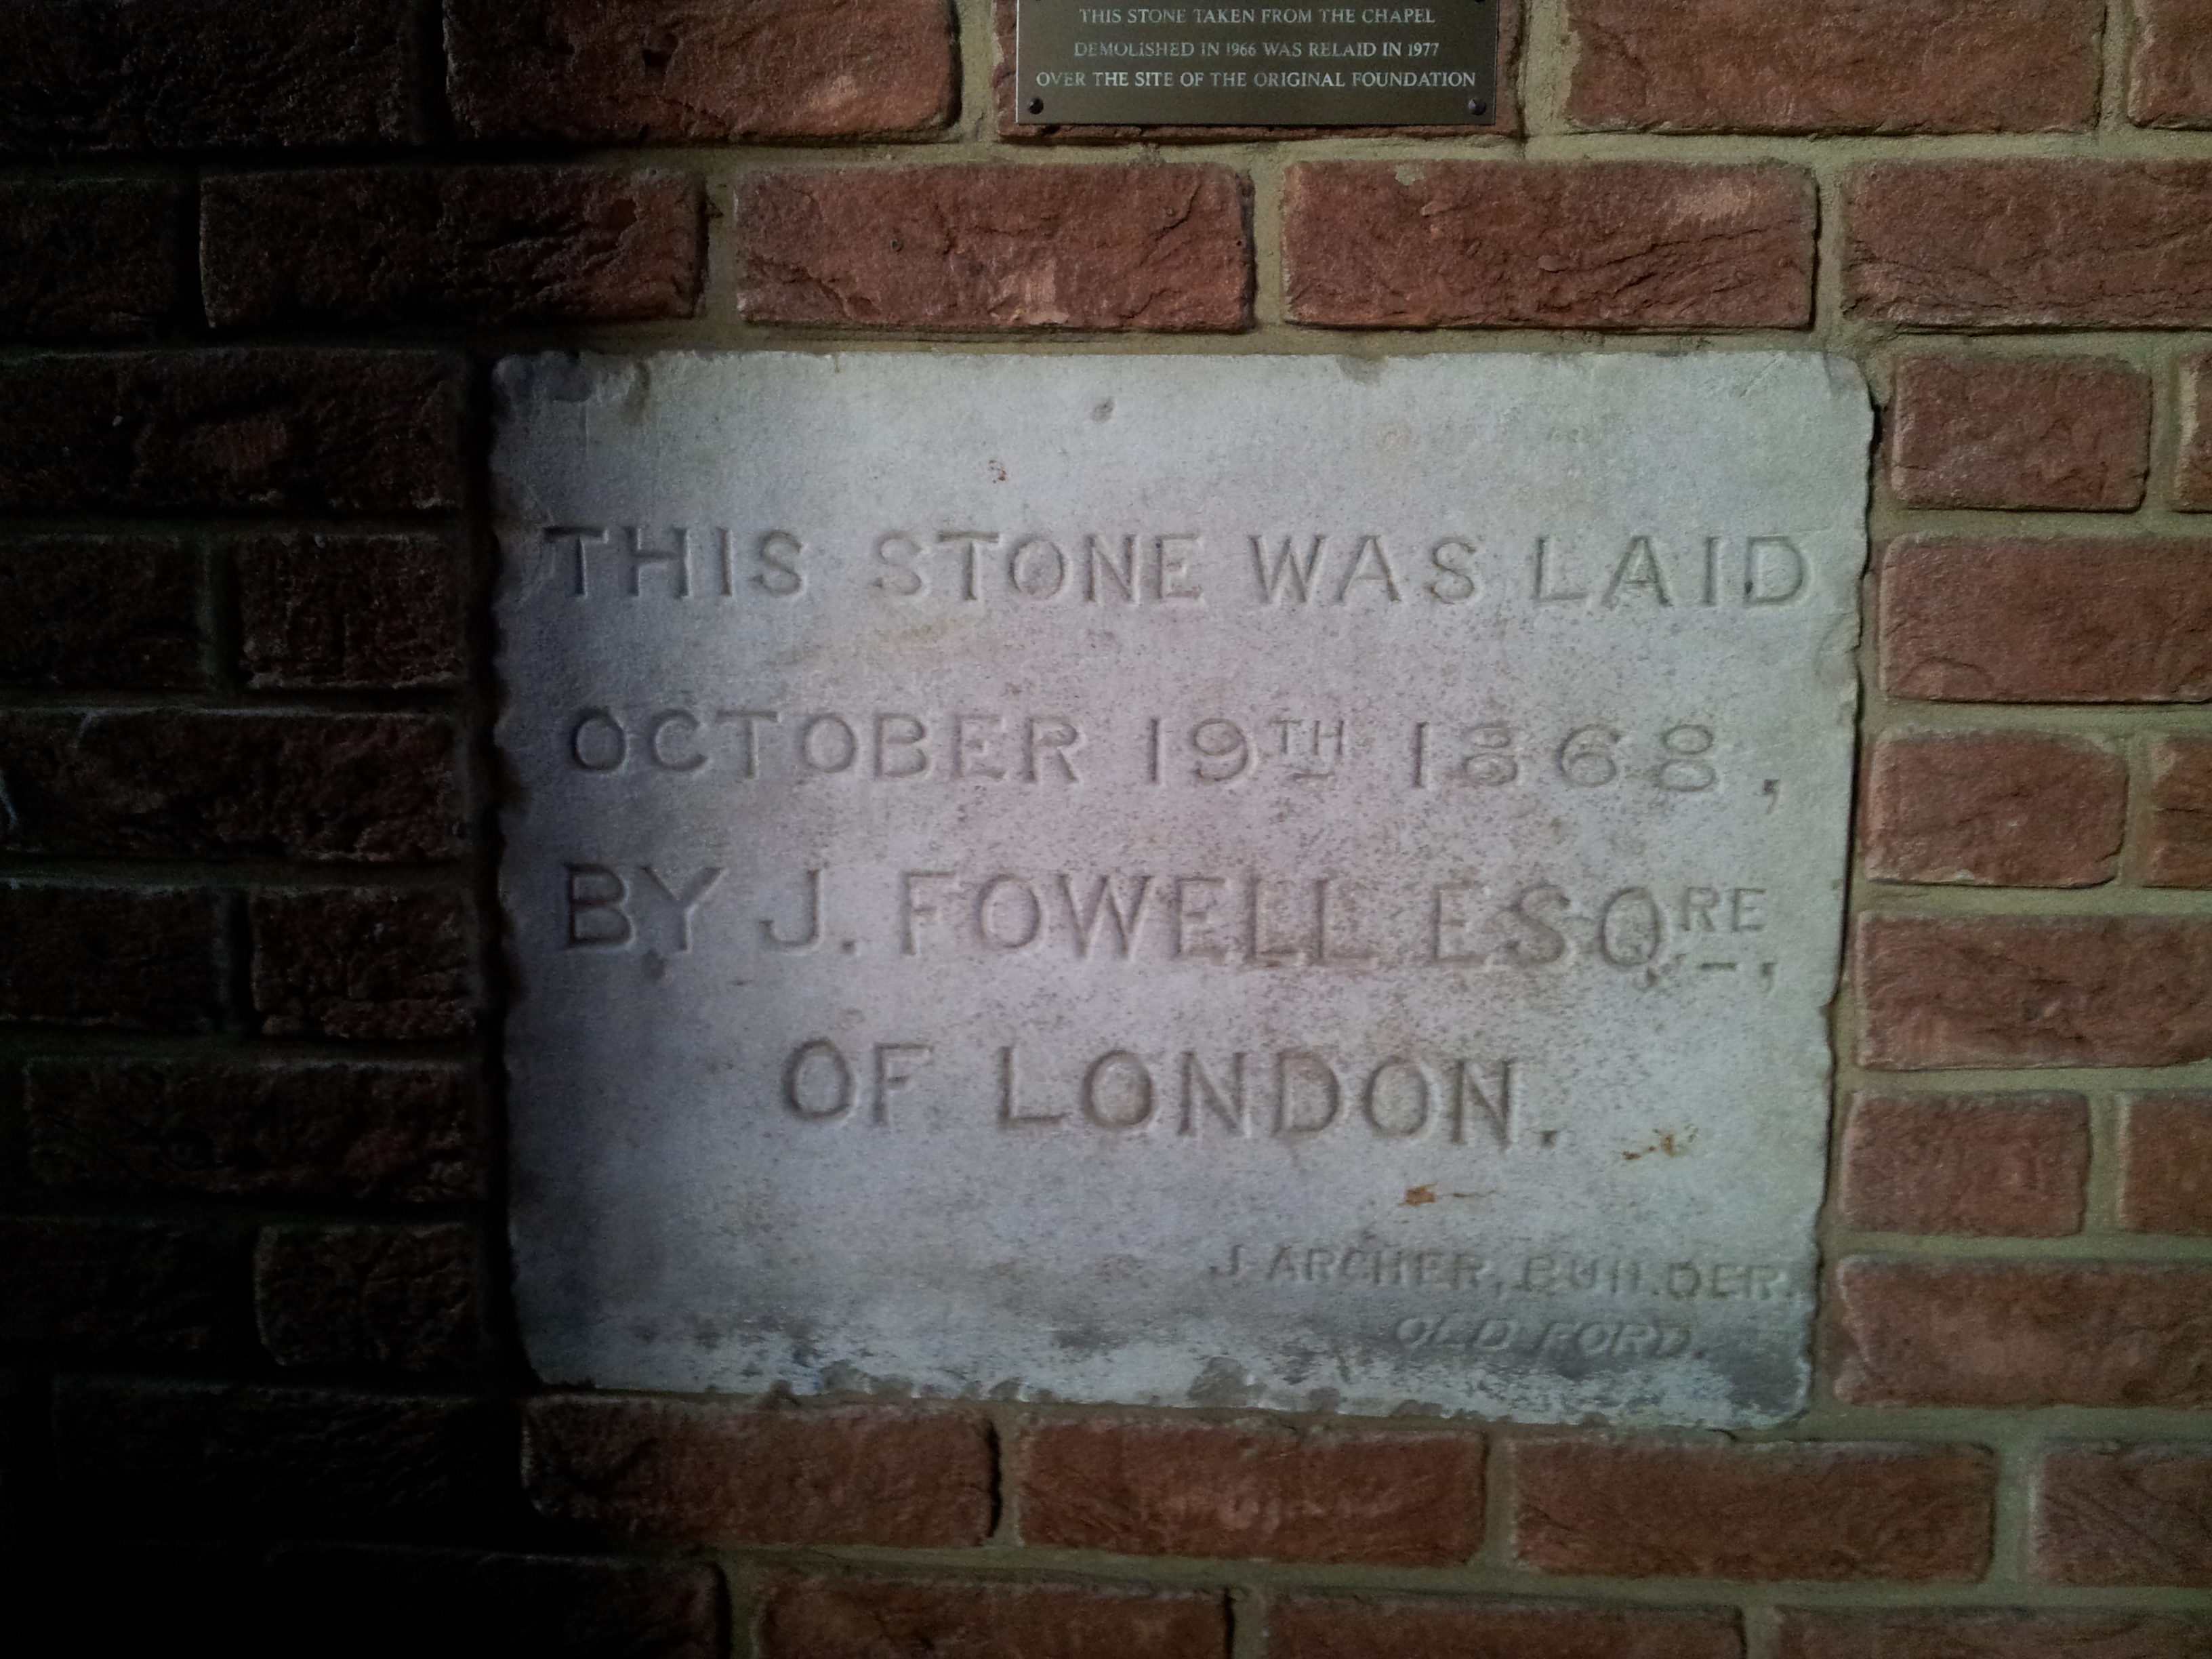 THIS STONE TAKEN FROM THE CHAPEL
DEMOLISHED IN 1966 WAS RELAID IN 1977
OVER THE SITE OF THE ORIGINAL FOUNDATION
THIS STONE WAS LAID
OCTOBER 19TH 1868,
BY J. FOWELL ESQRE,
OF LONDON.
J. ARCHER, BUILDER.
OLD FORD.